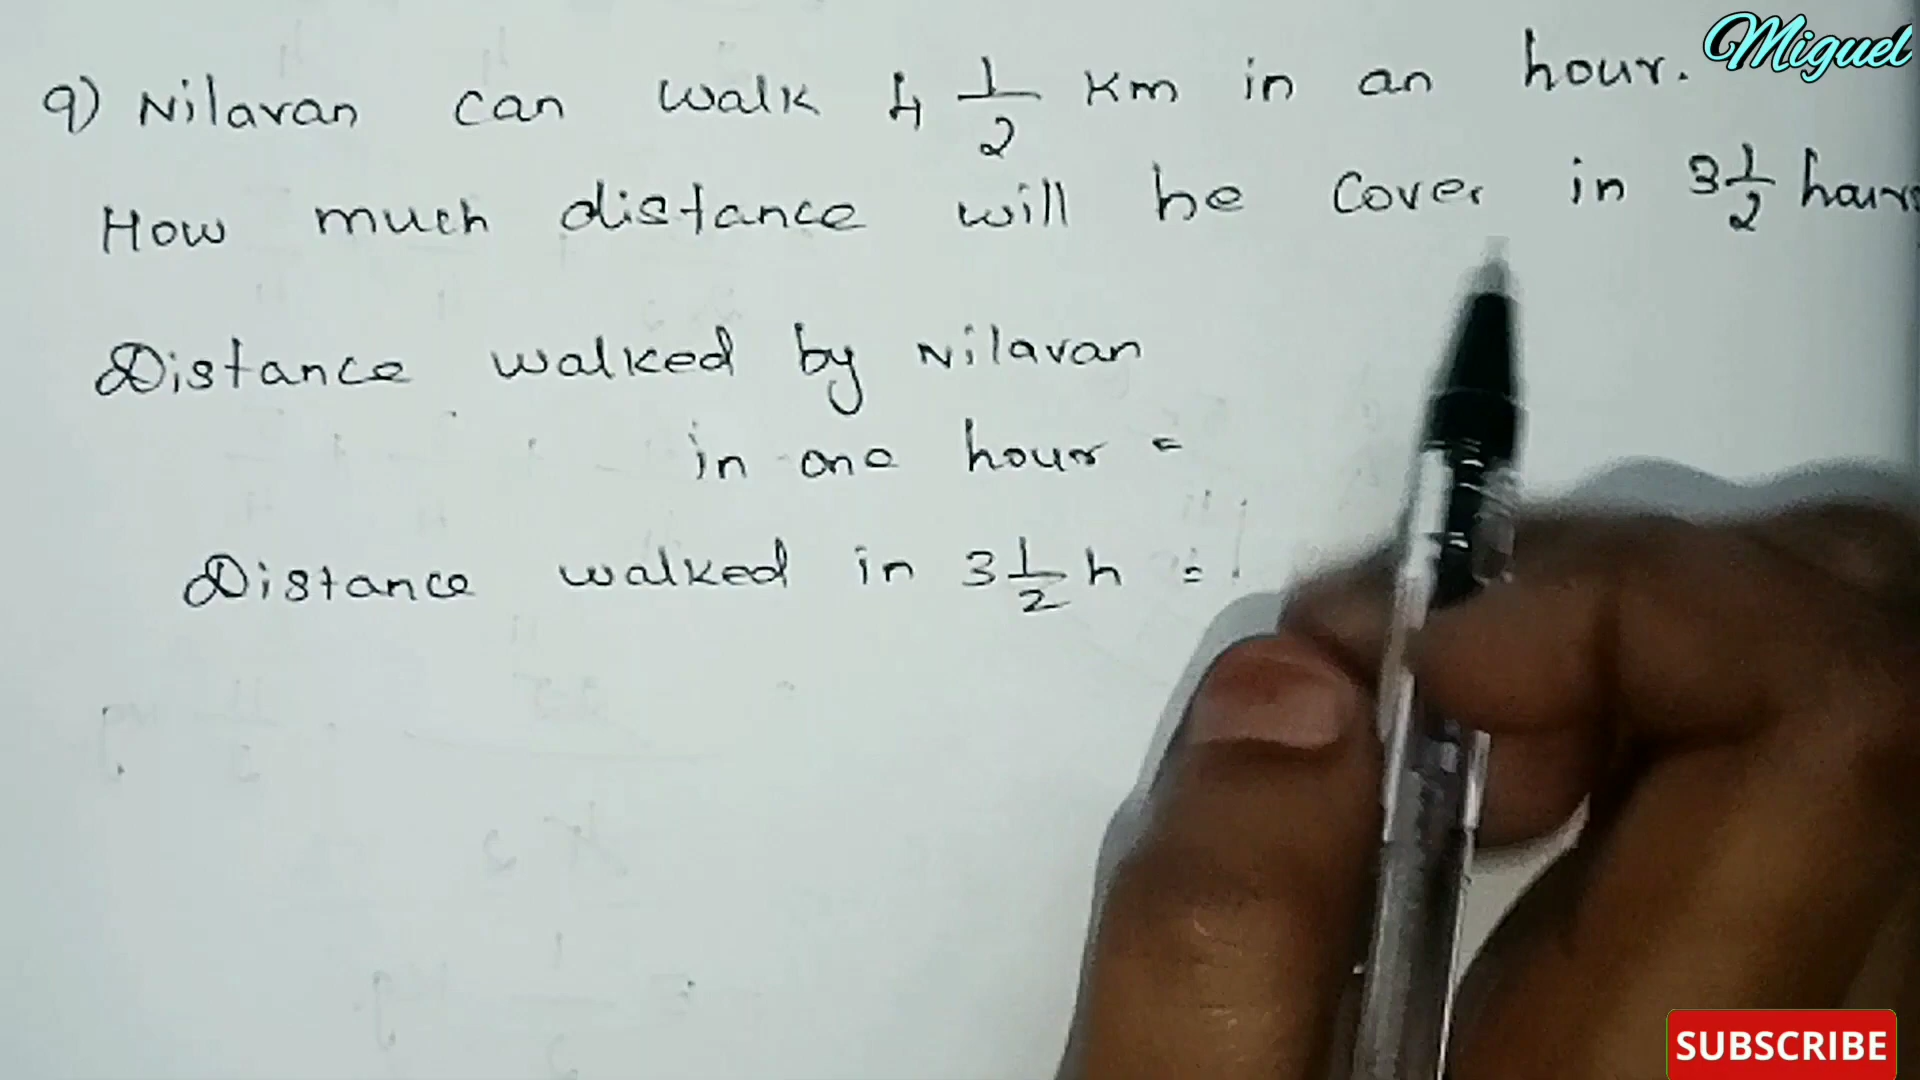 Miguel
9) Nilavan can walk 4 1/2 km in an hour.
How much distance will he cover in 3 1/2 hours
Distance walked by Nilavan
in one hour =
Distance walked in 3 1/2 h =
SUBSCRIBE